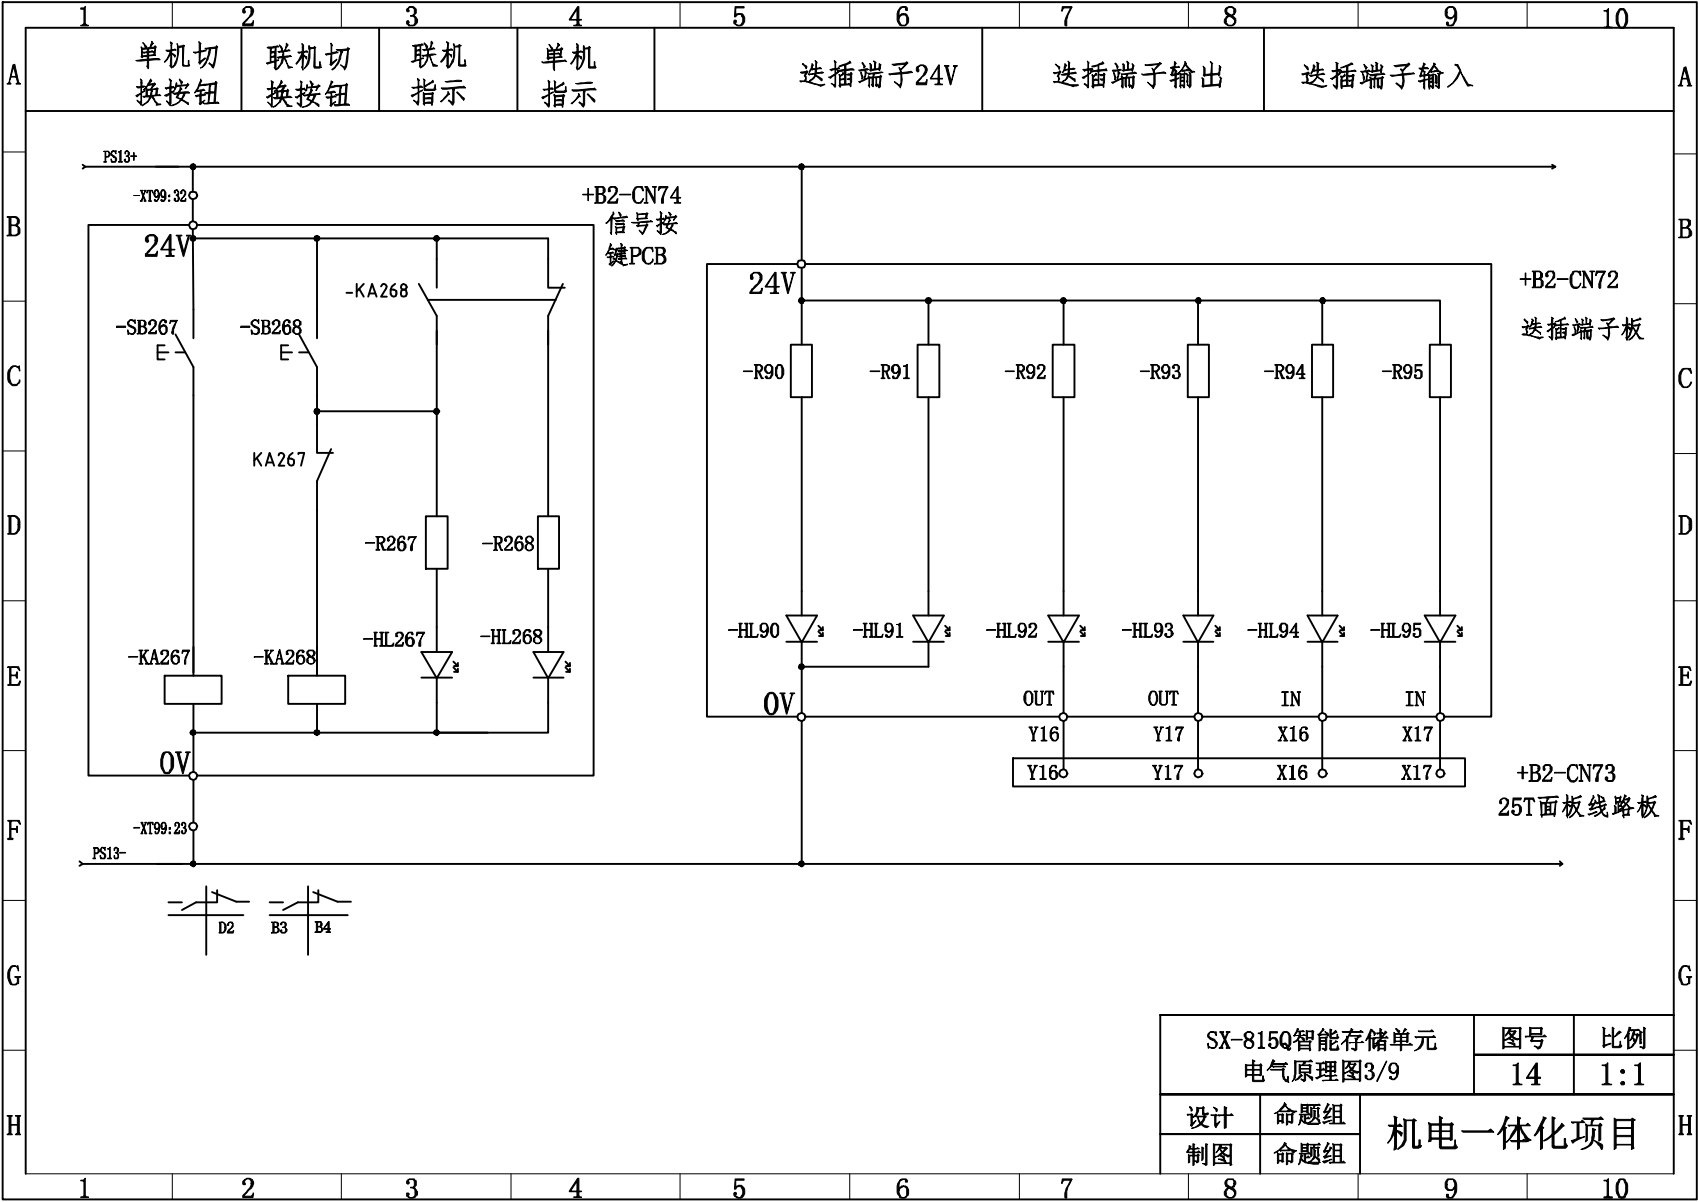 1 2 3 4 5 6 7 8 9 10
A A
单机切
换按钮
联机切
换按钮
联机
指示
单机
指示
迭插端子24V
迭插端子输出
迭插端子输入
PS13+
-XT99:32
+B2-CN74
信号按
键PCB
B B
24V
24V
+B2-CN72
迭插端子板
-KA268
-SB267
-SB268
C C
-R90
-R91
-R92
-R93
-R94
-R95
KA267
D D
-R267
-R268
-HL90
-HL91
-HL92
-HL93
-HL94
-HL95
-KA267
-KA268
-HL267
-HL268
E E
0V
0V
OUT
OUT
IN
IN
Y16
Y17
X16
X17
Y16
Y17
X16
X17
+B2-CN73
25T面板线路板
-XT99:23
F F
PS13-
D2
B3
B4
G G
SX-815Q智能存储单元
电气原理图3/9
图号
比例
14
1:1
设计
命题组
制图
命题组
机电一体化项目
H H
1 2 3 4 5 6 7 8 9 10